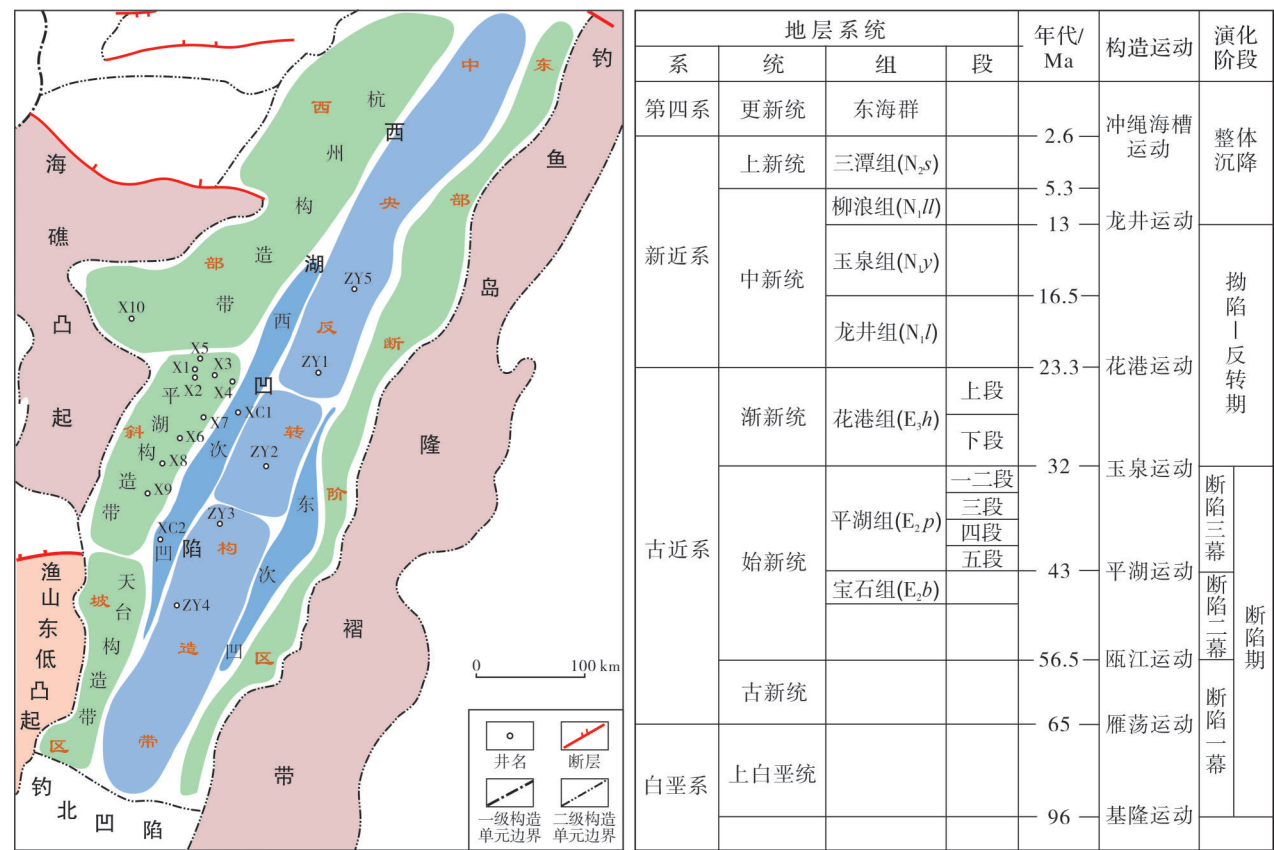 西部斜坡区
中央反转构造带
东部断阶区
西湖凹陷
杭州构造带
平湖构造带
天台构造带
西次凹
东次凹
海礁凸起
渔山东低凸起
钓北凹陷
钓鱼岛隆褶带
X10
X5
X1
X3
X2
X4
XC1
X7
X6
X8
X9
XC2
ZY5
ZY1
ZY2
ZY3
ZY4
0
100 km
井名
断层
一级构造
单元边界
二级构造
单元边界
地层系统
年代/
Ma
构造运动
演化
阶段
系
统
组
段
第四系
更新统
东海群
2.6
冲绳海槽
运动
整体
沉降
新近系
上新统
三潭组(N₂s)
5.3
中新统
柳浪组(N₁ll)
13
龙井运动
玉泉组(N₁y)
16.5
龙井组(N₁l)
23.3
花港运动
拗陷—反转期
古近系
渐新统
花港组(E₃h)
上段
下段
32
玉泉运动
始新统
平湖组(E₂p)
一二段
三段
四段
五段
43
平湖运动
宝石组(E₂b)
56.5
瓯江运动
古新统
65
雁荡运动
断陷三幕
断陷二幕
断陷一幕
断陷期
白垩系
上白垩统
96
基隆运动